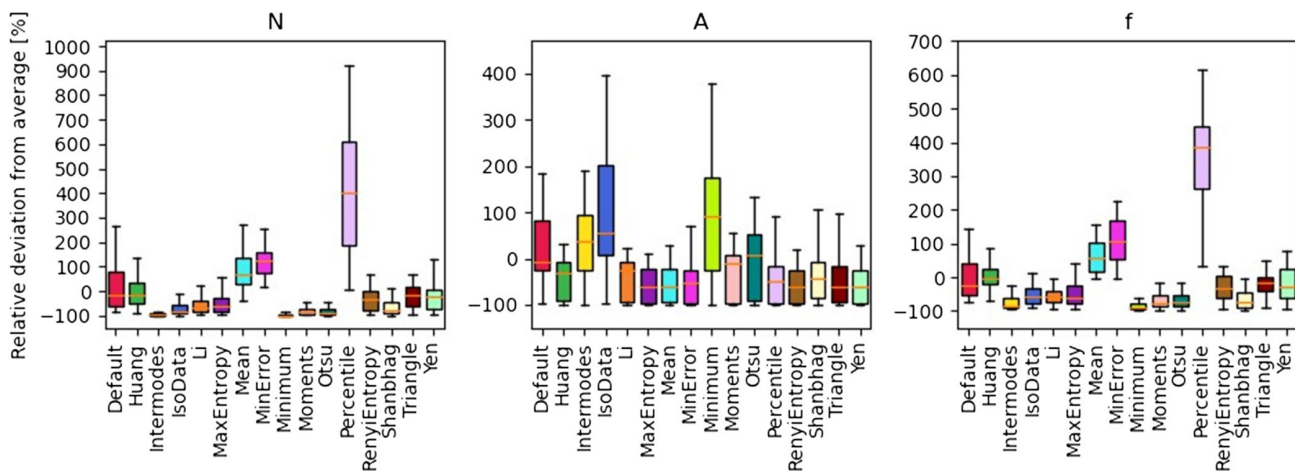 Relative deviation from average [%]
N
1000
900
800
700
600
500
400
300
200
100
0
−100
Default
Huang
Intermodes
IsoData
Li
MaxEntropy
Mean
MinError
Minimum
Moments
Otsu
Percentile
RenyiEntropy
Shanbhag
Triangle
Yen
A
400
300
200
100
0
−100
Default
Huang
Intermodes
IsoData
Li
MaxEntropy
Mean
MinError
Minimum
Moments
Otsu
Percentile
RenyiEntropy
Shanbhag
Triangle
Yen
f
700
600
500
400
300
200
100
0
−100
Default
Huang
Intermodes
IsoData
Li
MaxEntropy
Mean
MinError
Minimum
Moments
Otsu
Percentile
RenyiEntropy
Shanbhag
Triangle
Yen